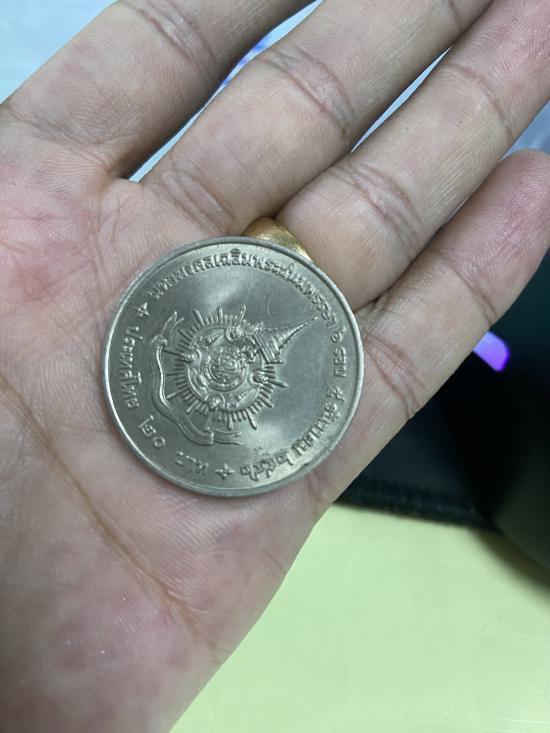 มหามงคลเฉลิมพระชนมพรรษา ๖ รอบ ๕ ธันวาคม ๒๕๔๒
ประเทศไทย ๑๐ บาท